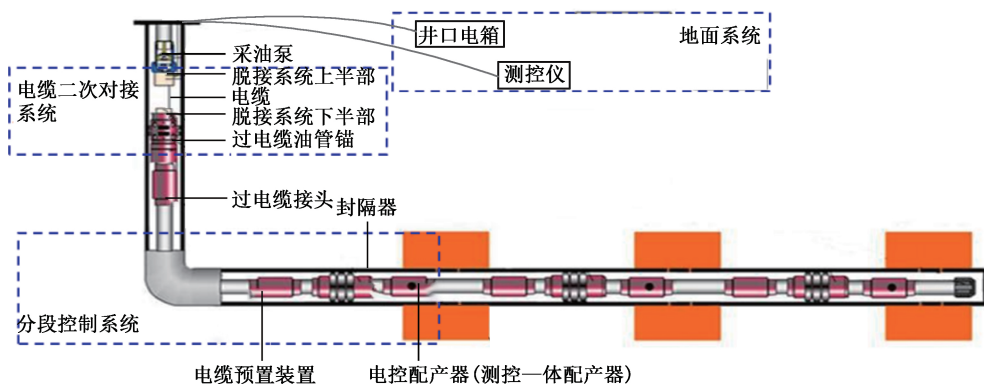 井口电箱
地面系统
测控仪
采油泵
脱接系统上半部
电缆二次对接
系统
电缆
脱接系统下半部
过电缆油管锚
过电缆接头
封隔器
分段控制系统
电缆预置装置
电控配产器(测控一体配产器)